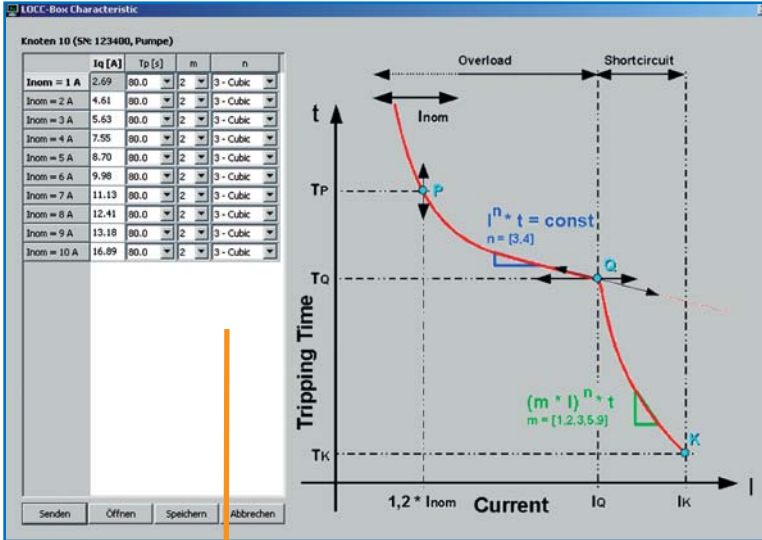 LOCC-Box Characteristic
Knoten 10 (SN: 123400, Pumpe)
Iq [A] Tp [s] m n
Inom = 1 A 2.69 80.0 2 3 - Cubic
Inom = 2 A 4.61 80.0 2 3 - Cubic
Inom = 3 A 5.63 80.0 2 3 - Cubic
Inom = 4 A 7.55 80.0 2 3 - Cubic
Inom = 5 A 8.70 80.0 2 3 - Cubic
Inom = 6 A 9.98 80.0 2 3 - Cubic
Inom = 7 A 11.13 80.0 2 3 - Cubic
Inom = 8 A 12.41 80.0 2 3 - Cubic
Inom = 9 A 13.18 80.0 2 3 - Cubic
Inom = 10 A 16.89 80.0 2 3 - Cubic
Senden Öffnen Speichern Abbrechen
Overload Shortcircuit
t
Inom
TP
P
I^n * t = const
n = [3,4]
Q
TQ
Tripping Time
(m * I)^n * t
m = [1,2,3,5,9]
K
TK
I
1,2 * Inom Current IQ IK